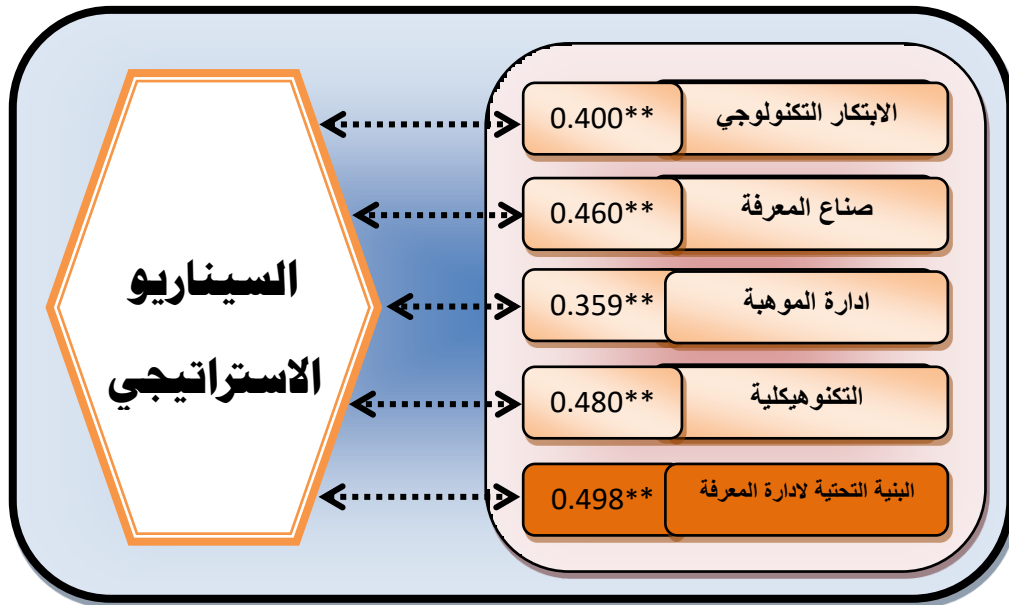 السيناريو
الاستراتيجي
الابتكار التكنولوجي
0.400**
صناع المعرفة
0.460**
ادارة الموهبة
0.359**
التكنوهيكلية
0.480**
البنية التحتية لادارة المعرفة
0.498**